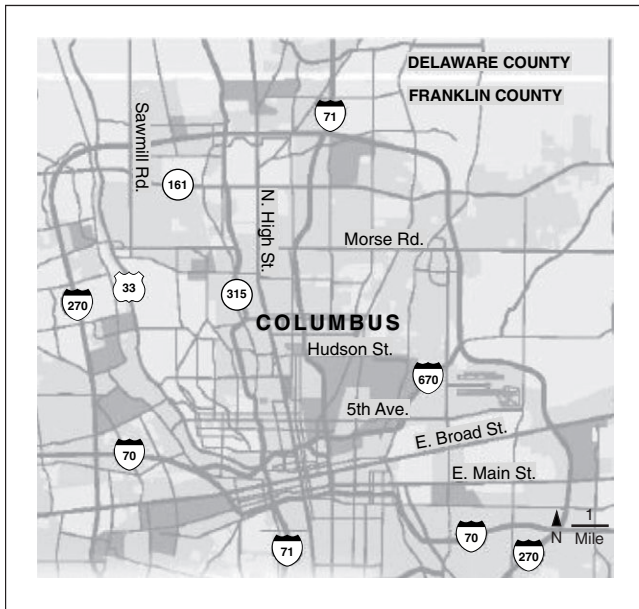 DELAWARE COUNTY
FRANKLIN COUNTY
71
Sawmill Rd.
161
N. High St.
Morse Rd.
33
270
315
COLUMBUS
Hudson St.
670
5th Ave.
E. Broad St.
70
E. Main St.
1
Mile
N
71
70
270